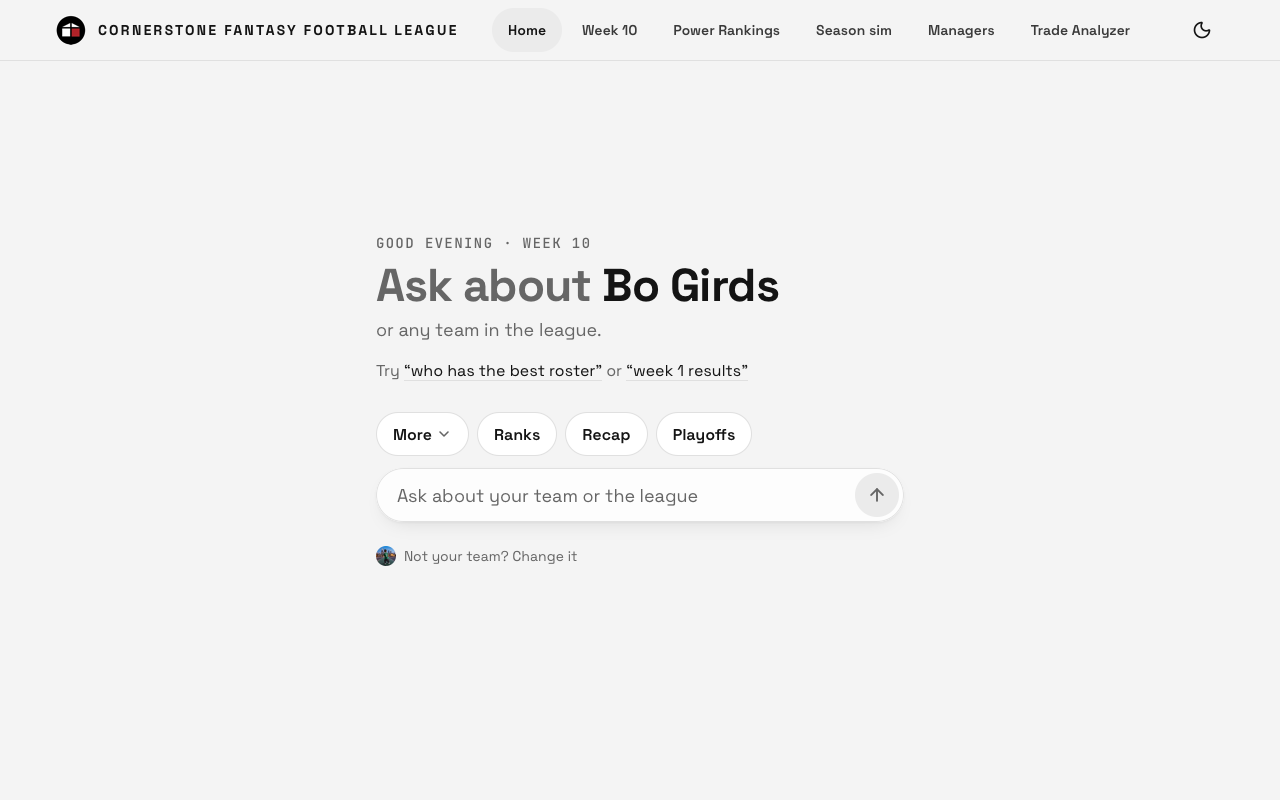 CORNERSTONE FANTASY FOOTBALL LEAGUE
Home
Week 10
Power Rankings
Season sim
Managers
Trade Analyzer
GOOD EVENING · WEEK 10
Ask about Bo Girds
or any team in the league.
Try “who has the best roster” or “week 1 results”
More
Ranks
Recap
Playoffs
Ask about your team or the league
Not your team? Change it